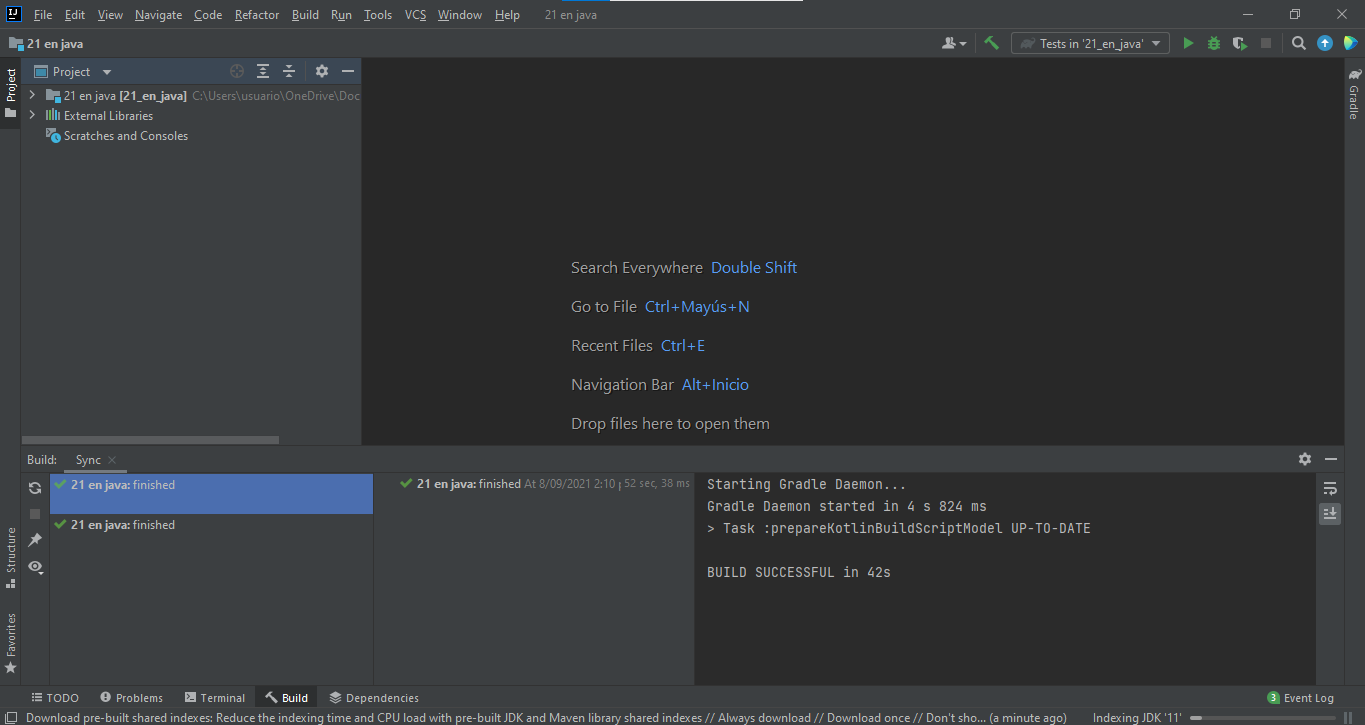 IJ File Edit View Navigate Code Refactor Build Run Tools VCS Window Help 21 en java
21 en java Tests in '21_en_java'
Project Project Gradle
21 en java [21_en_java] C:\Users\usuario\OneDrive\Doc
External Libraries
Scratches and Consoles
Search Everywhere Double Shift
Go to File Ctrl+Mayús+N
Recent Files Ctrl+E
Navigation Bar Alt+Inicio
Drop files here to open them
Build: Sync
21 en java: finished
21 en java: finished
21 en java: finished At 8/09/2021 2:10 52 sec, 38 ms
Starting Gradle Daemon...
Gradle Daemon started in 4 s 824 ms
> Task :prepareKotlinBuildScriptModel UP-TO-DATE
BUILD SUCCESSFUL in 42s
Structure
Favorites
TODO Problems Terminal Build Dependencies 3 Event Log
Download pre-built shared indexes: Reduce the indexing time and CPU load with pre-built JDK and Maven library shared indexes // Always download // Download once // Don't sho... (a minute ago) Indexing JDK '11'